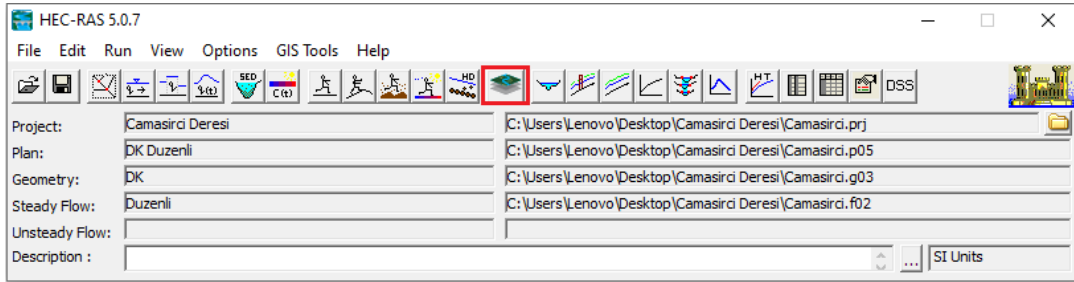 HEC-RAS 5.0.7
File Edit Run View Options GIS Tools Help
SED C(t) HD HT DSS
Project: Camasirci Deresi C:\Users\Lenovo\Desktop\Camasirci Deresi\Camasirci.prj
Plan: DK Duzenli C:\Users\Lenovo\Desktop\Camasirci Deresi\Camasirci.p05
Geometry: DK C:\Users\Lenovo\Desktop\Camasirci Deresi\Camasirci.g03
Steady Flow: Duzenli C:\Users\Lenovo\Desktop\Camasirci Deresi\Camasirci.f02
Unsteady Flow:
Description : ... SI Units